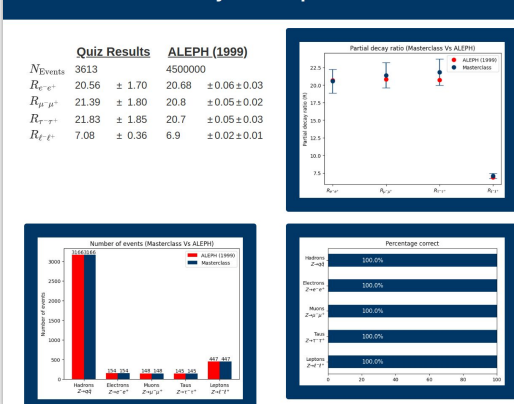 Quiz Results ALEPH (1999)
N_Events 3613 4500000
R_e⁻e⁺ 20.56 ± 1.70 20.68 ±0.06±0.03
R_μ⁻μ⁺ 21.39 ± 1.80 20.8 ±0.05±0.02
R_τ⁻τ⁺ 21.83 ± 1.85 20.7 ±0.05±0.03
R_ℓ⁻ℓ⁺ 7.08 ± 0.36 6.9 ±0.02±0.01
Partial decay ratio (Masterclass Vs ALEPH)
ALEPH (1999)
Masterclass
Partial decay ratio (R)
22.5
20.0
17.5
15.0
12.5
10.0
7.5
R_e⁻e⁺ R_μ⁻μ⁺ R_τ⁻τ⁺ R_ℓ⁻ℓ⁺
Number of events (Masterclass Vs ALEPH)
ALEPH (1999)
Masterclass
Number of events
3000
2500
2000
1500
1000
500
0
3166 3166
154 154
148 148
145 145
447 447
Hadrons Electrons Muons Taus Leptons
Z→qq̄ Z→e⁻e⁺ Z→μ⁻μ⁺ Z→τ⁻τ⁺ Z→ℓ⁻ℓ⁺
Percentage correct
Hadrons
Z→qq̄
100.0%
Electrons
Z→e⁻e⁺
100.0%
Muons
Z→μ⁻μ⁺
100.0%
Taus
Z→τ⁻τ⁺
100.0%
Leptons
Z→ℓ⁻ℓ⁺
100.0%
0 20 40 60 80 100